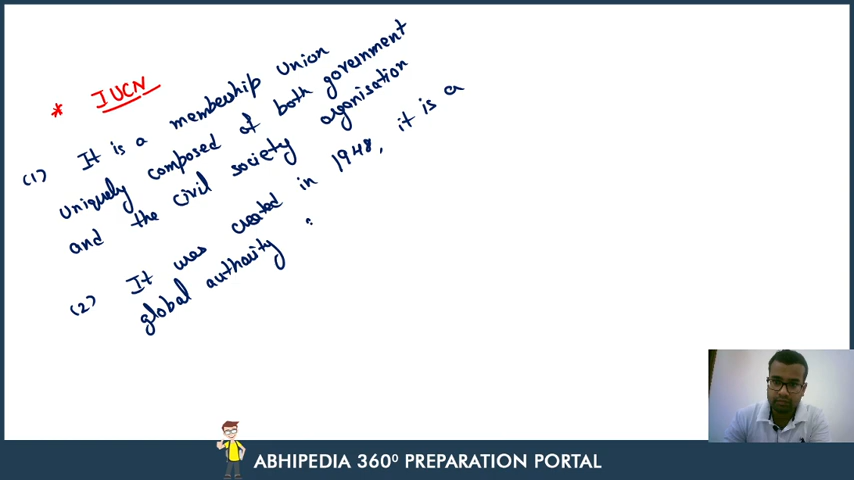 * IUCN
(1) It is a membership union
uniquely composed of both government
and the civil society organisation
(2) It was created in 1948, it is a
global authority
ABHIPEDIA 360⁰ PREPARATION PORTAL